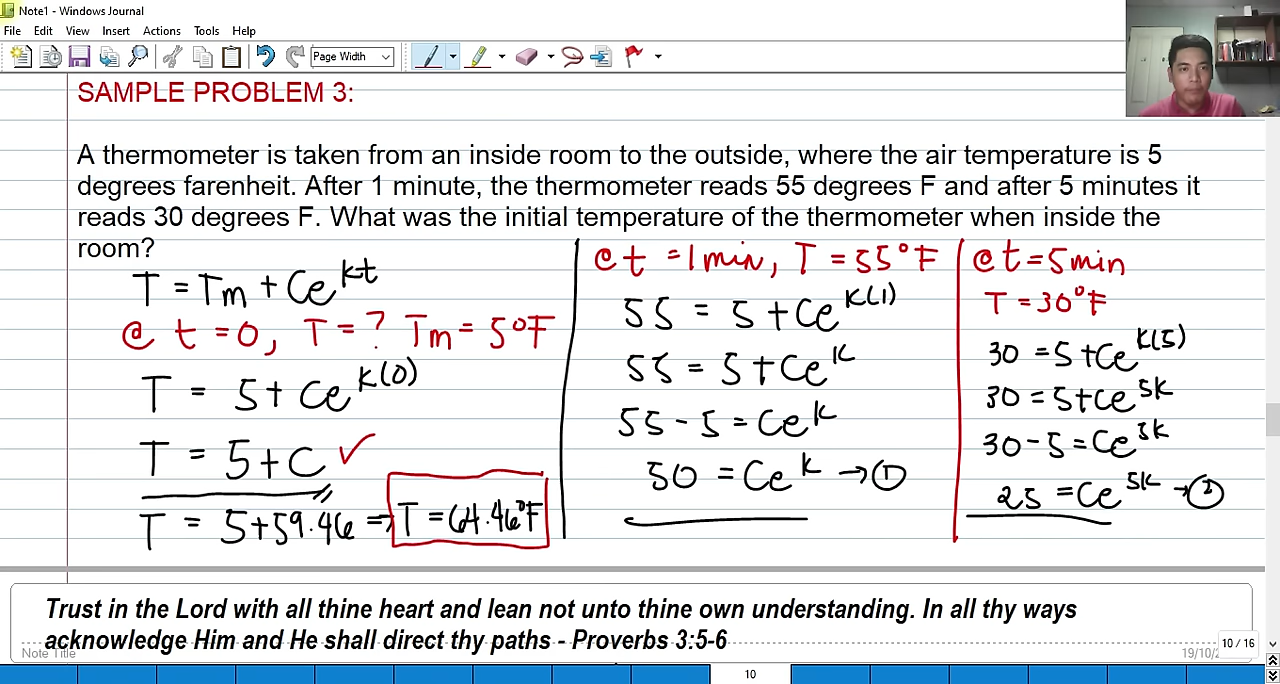 Note1 - Windows Journal
File Edit View Insert Actions Tools Help
Page Width
SAMPLE PROBLEM 3:
A thermometer is taken from an inside room to the outside, where the air temperature is 5
degrees farenheit. After 1 minute, the thermometer reads 55 degrees F and after 5 minutes it
reads 30 degrees F. What was the initial temperature of the thermometer when inside the
room?
T = Tm + Ce^kt
@ t = 0, T = ? Tm = 5°F
T = 5 + Ce^k(0)
T = 5 + C ✓
T = 5 + 59.46 ⇒ T = 64.46°F
@ t = 1 min, T = 55°F
55 = 5 + Ce^k(1)
55 = 5 + Ce^k
55 - 5 = Ce^k
50 = Ce^k → ①
@ t = 5 min
T = 30°F
30 = 5 + Ce^k(5)
30 = 5 + Ce^5k
30 - 5 = Ce^5k
25 = Ce^5k → ②
Trust in the Lord with all thine heart and lean not unto thine own understanding. In all thy ways
acknowledge Him and He shall direct thy paths - Proverbs 3:5-6
Note Title
19/10/2
10 / 16
10